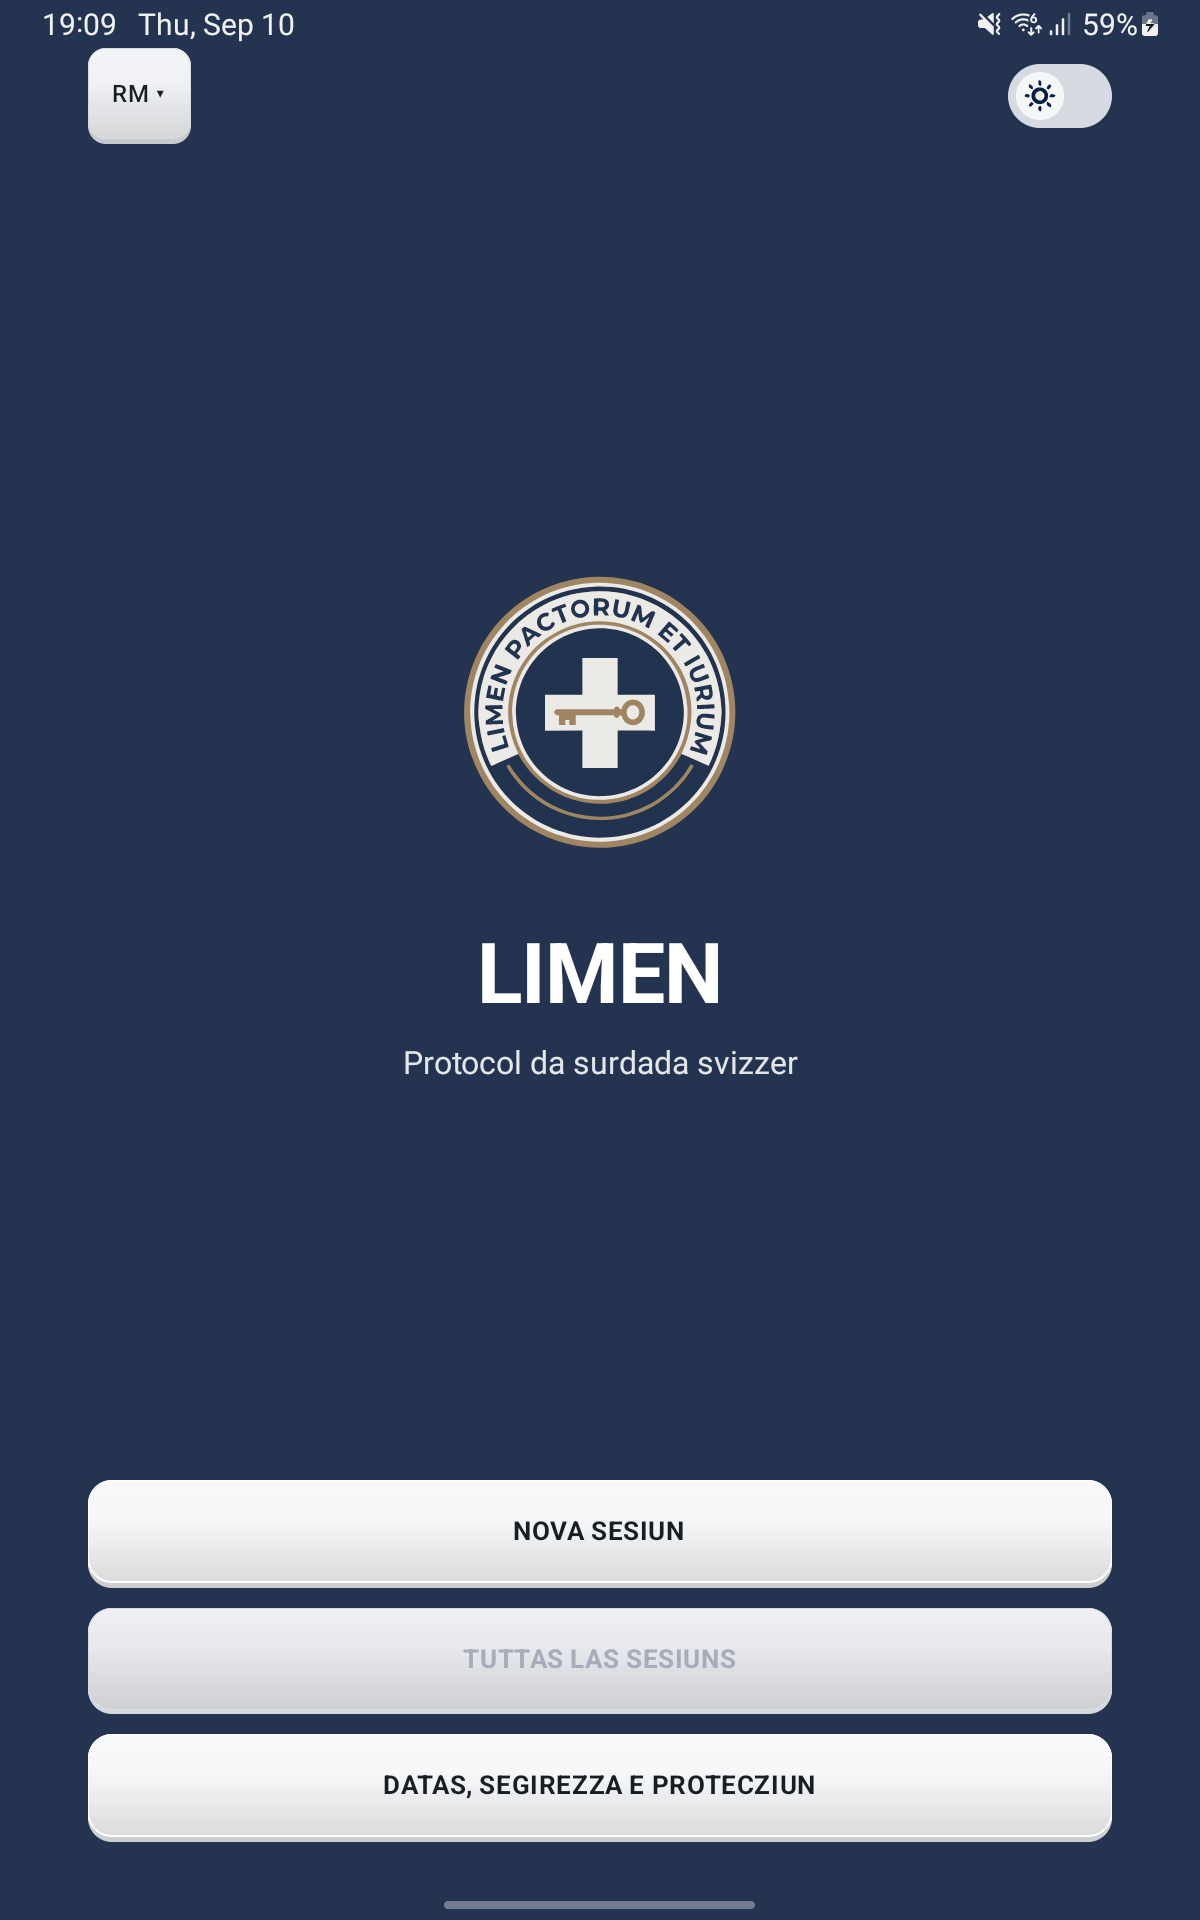 19:09 Thu, Sep 10 59%
RM
LIMEN PACTORUM ET IURIUM
LIMEN
Protocol da surdada svizzer
NOVA SESIUN
TUTTAS LAS SESIUNS
DATAS, SEGIREZZA E PROTECZIUN